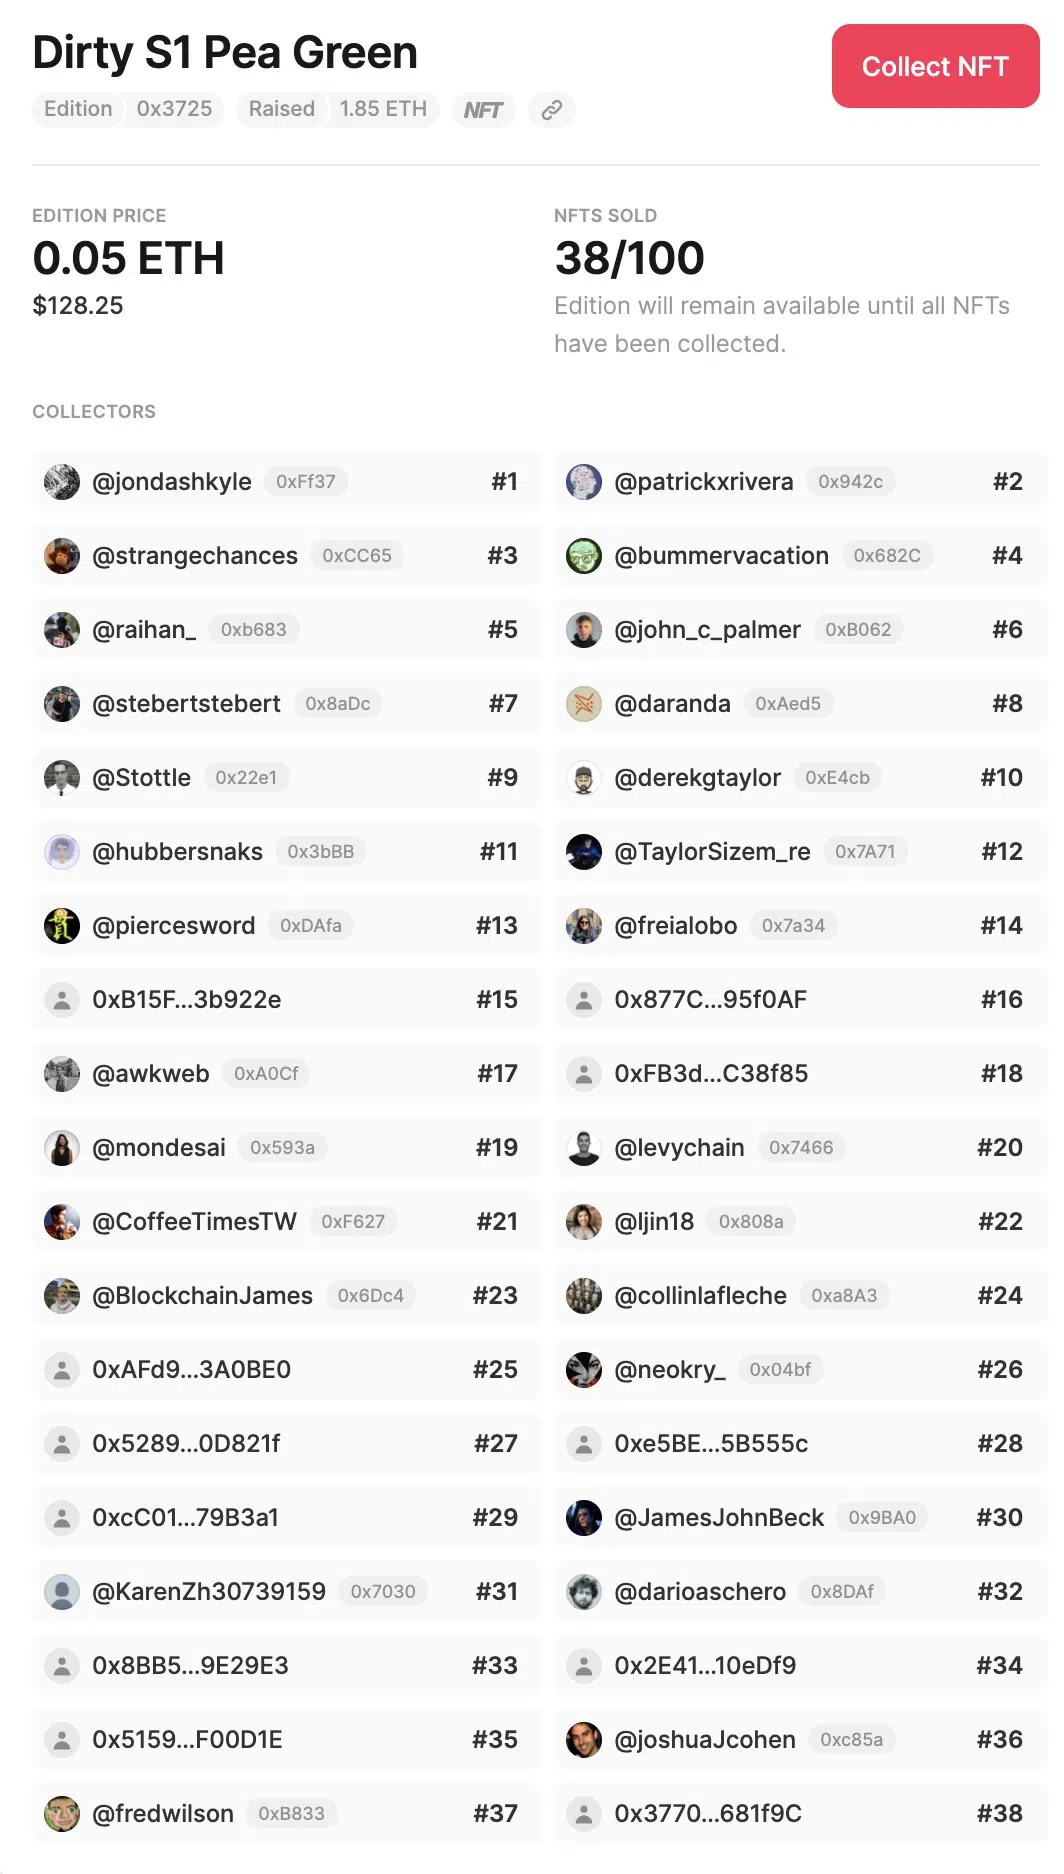 Dirty S1 Pea Green
Collect NFT
Edition 0x3725 Raised 1.85 ETH NFT
EDITION PRICE
0.05 ETH
$128.25
NFTS SOLD
38/100
Edition will remain available until all NFTs
have been collected.
COLLECTORS
@jondashkyle 0xFf37 #1
@patrickxrivera 0x942c #2
@strangechances 0xCC65 #3
@bummervacation 0x682C #4
@raihan_ 0xb683 #5
@john_c_palmer 0xB062 #6
@stebertstebert 0x8aDc #7
@daranda 0xAed5 #8
@Stottle 0x22e1 #9
@derekgtaylor 0xE4cb #10
@hubbersnaks 0x3bBB #11
@TaylorSizem_re 0x7A71 #12
@piercesword 0xDAfa #13
@freialobo 0x7a34 #14
0xB15F...3b922e #15
0x877C...95f0AF #16
@awkweb 0xA0Cf #17
0xFB3d...C38f85 #18
@mondesai 0x593a #19
@levychain 0x7466 #20
@CoffeeTimesTW 0xF627 #21
@ljin18 0x808a #22
@BlockchainJames 0x6Dc4 #23
@collinlafleche 0xa8A3 #24
0xAFd9...3A0BE0 #25
@neokry_ 0x04bf #26
0x5289...0D821f #27
0xe5BE...5B555c #28
0xcC01...79B3a1 #29
@JamesJohnBeck 0x9BA0 #30
@KarenZh30739159 0x7030 #31
@darioaschero 0x8DAf #32
0x8BB5...9E29E3 #33
0x2E41...10eDf9 #34
0x5159...F00D1E #35
@joshuaJcohen 0xc85a #36
@fredwilson 0xB833 #37
0x3770...681f9C #38